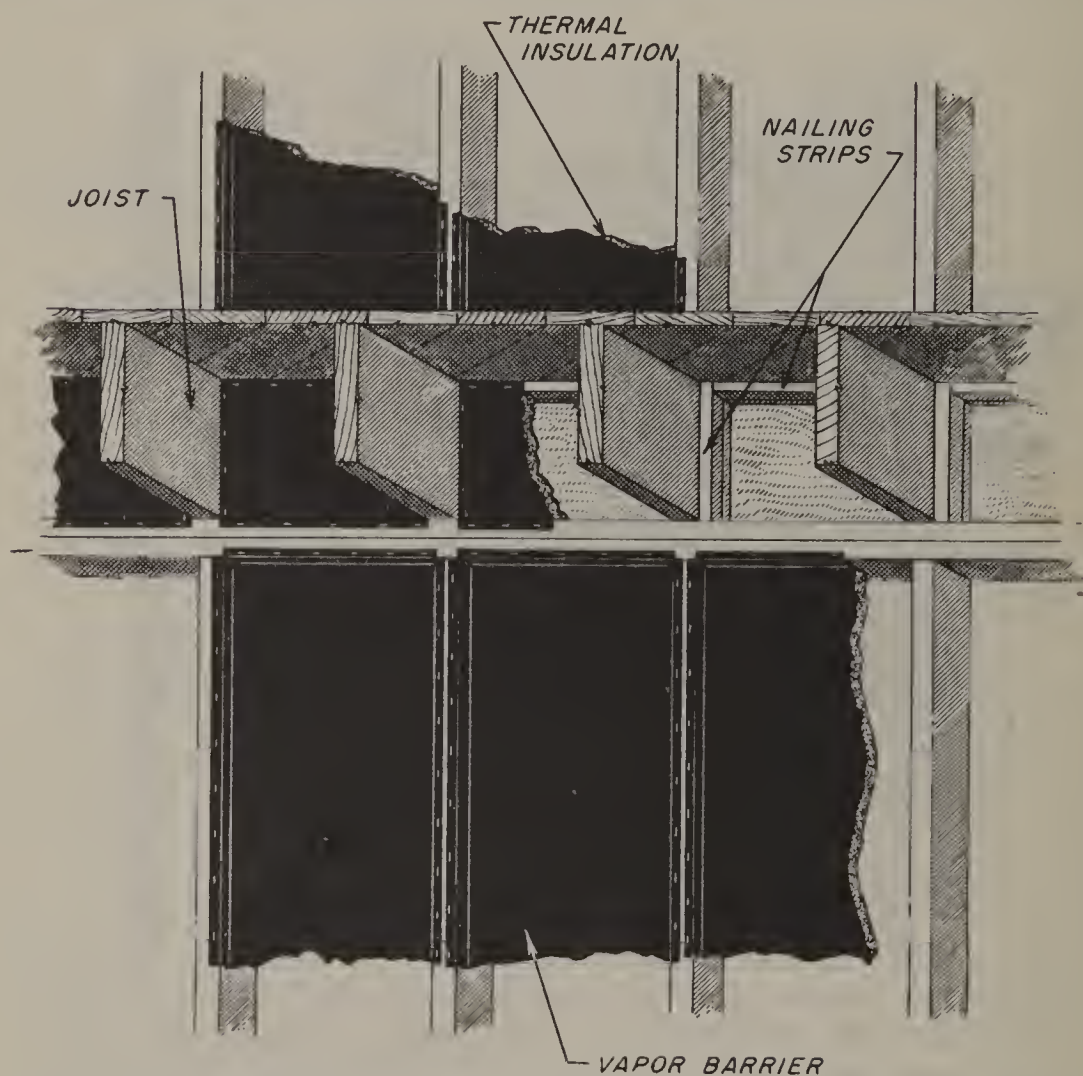 THERMAL
INSULATION
NAILING
STRIPS
JOIST
VAPOR BARRIER